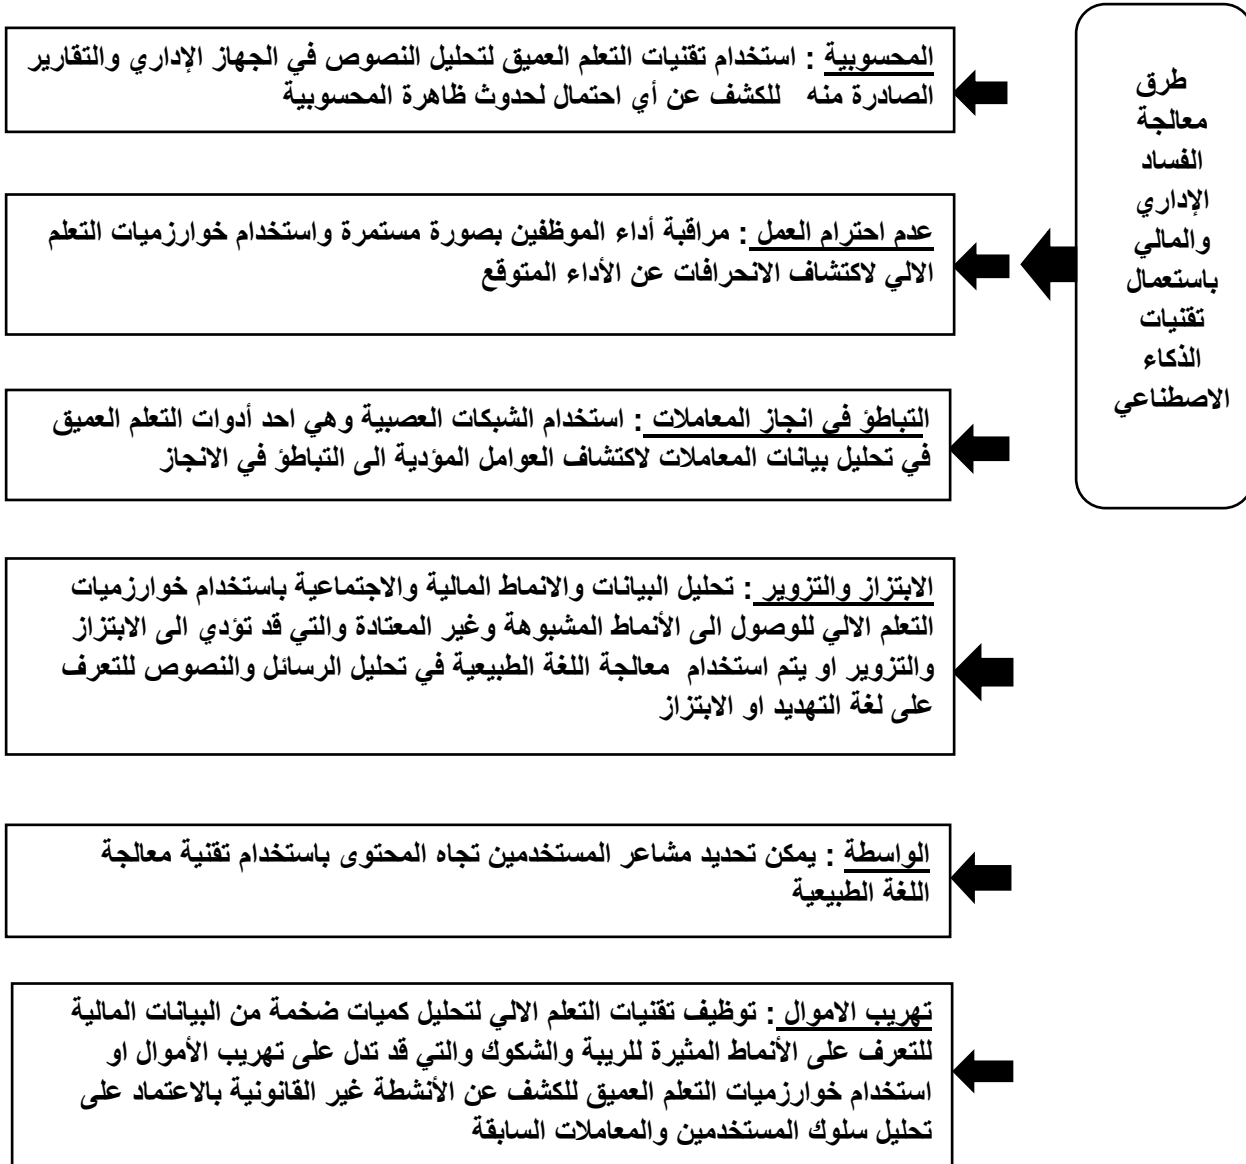 طرق
معالجة
الفساد
الإداري
والمالي
باستعمال
تقنيات
الذكاء
الاصطناعي
المحسوبية : استخدام تقنيات التعلم العميق لتحليل النصوص في الجهاز الإداري والتقارير
الصادرة منه للكشف عن أي احتمال لحدوث ظاهرة المحسوبية
عدم احترام العمل : مراقبة أداء الموظفين بصورة مستمرة واستخدام خوارزميات التعلم
الالي لاكتشاف الانحرافات عن الأداء المتوقع
التباطؤ في انجاز المعاملات : استخدام الشبكات العصبية وهي احد أدوات التعلم العميق
في تحليل بيانات المعاملات لاكتشاف العوامل المؤدية الى التباطؤ في الانجاز
الابتزاز والتزوير : تحليل البيانات والانماط المالية والاجتماعية باستخدام خوارزميات
التعلم الالي للوصول الى الأنماط المشبوهة وغير المعتادة والتي قد تؤدي الى الابتزاز
والتزوير او يتم استخدام معالجة اللغة الطبيعية في تحليل الرسائل والنصوص للتعرف
على لغة التهديد او الابتزاز
الواسطة : يمكن تحديد مشاعر المستخدمين تجاه المحتوى باستخدام تقنية معالجة
اللغة الطبيعية
تهريب الاموال : توظيف تقنيات التعلم الالي لتحليل كميات ضخمة من البيانات المالية
للتعرف على الأنماط المثيرة للريبة والشكوك والتي قد تدل على تهريب الأموال او
استخدام خوارزميات التعلم العميق للكشف عن الأنشطة غير القانونية بالاعتماد على
تحليل سلوك المستخدمين والمعاملات السابقة